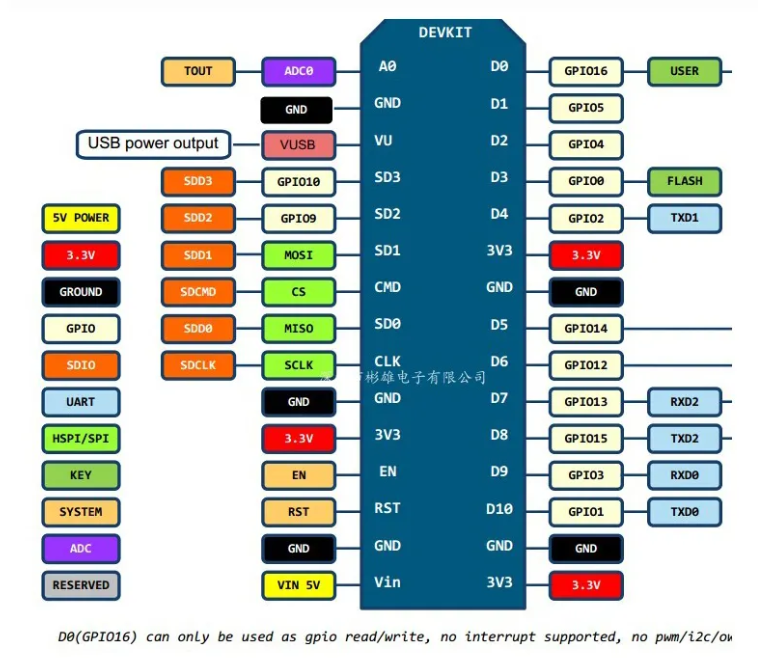 DEVKIT
TOUT ADC0 A0 D0 GPIO16 USER
GND GND D1 GPIO5
USB power output VUSB VU D2 GPIO4
SDD3 GPIO10 SD3 D3 GPIO0 FLASH
5V POWER SDD2 GPIO9 SD2 D4 GPIO2 TXD1
3.3V SDD1 MOSI SD1 3V3 3.3V
GROUND SDCMD CS CMD GND GND
GPIO SDD0 MISO SD0 D5 GPIO14
SDIO SDCLK SCLK CLK D6 GPIO12
彬雄电子有限公司
UART GND GND D7 GPIO13 RXD2
HSPI/SPI 3.3V 3V3 D8 GPIO15 TXD2
KEY EN EN D9 GPIO3 RXD0
SYSTEM RST RST D10 GPIO1 TXD0
ADC GND GND GND GND
RESERVED VIN 5V Vin 3V3 3.3V
D0(GPIO16) can only be used as gpio read/write, no interrupt supported, no pwm/i2c/ow